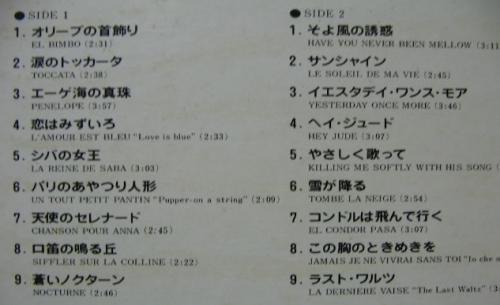 ● SIDE 1
1. オリーブの首飾り
EL BIMBO (2:31)
2. 涙のトッカータ
TOCCATA (2:38)
3. エーゲ海の真珠
PENELOPE (3:57)
4. 恋はみずいろ
L'AMOUR EST BLEU "Love is blue" (2:33)
5. シバの女王
LA REINE DE SABA (3:03)
6. パリのあやつり人形
UN TOUT PETIT PANTIN "Pupper-on a string" (2:09)
7. 天使のセレナード
CHANSON POUR ANNA (2:45)
8. 口笛の鳴る丘
SIFFLER SUR LA COLLINE (2:22)
9. 蒼いノクターン
NOCTURNE (2:46)
● SIDE 2
1. そよ風の誘惑
HAVE YOU NEVER BEEN MELLOW (3:11
2. サンシャイン
LE SOLEIL DE MA VIE (2:45)
3. イエスタデイ・ワンス・モア
YESTERDAY ONCE MORE (3:46)
4. ヘイ・ジュード
HEY JUDE (3:07)
5. やさしく歌って
KILLING ME SOFTLY WITH HIS SONG (
6. 雪が降る
TOMBE LA NEIGE (2:54)
7. コンドルは飛んで行く
EL CONDOR PASA (3:07)
8. この胸のときめきを
JAMAIS JE NE VIVRAI SANS TOI "Io che
9. ラスト・ワルツ
LA DERNIERE VAISE "The Last Waltz" (